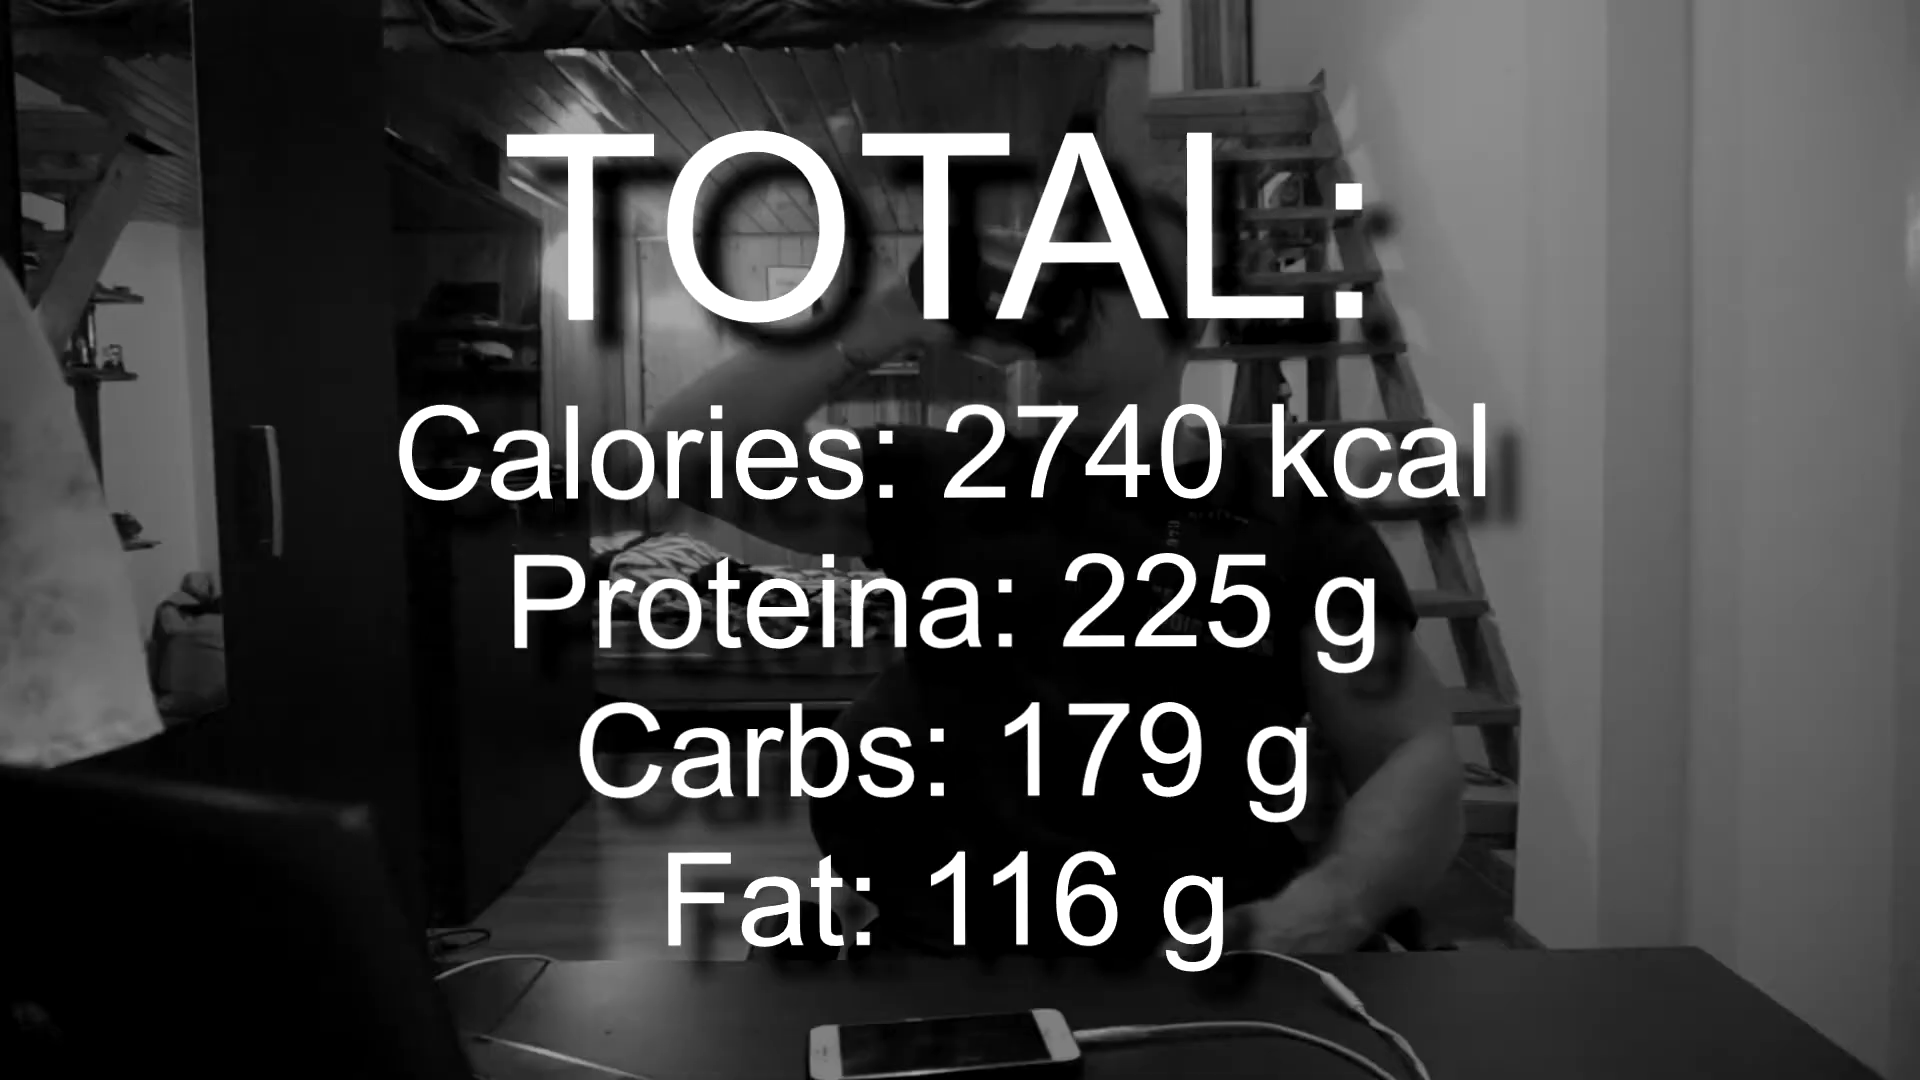 TOTAL:
Calories: 2740 kcal
Proteina: 225 g
Carbs: 179 g
Fat: 116 g